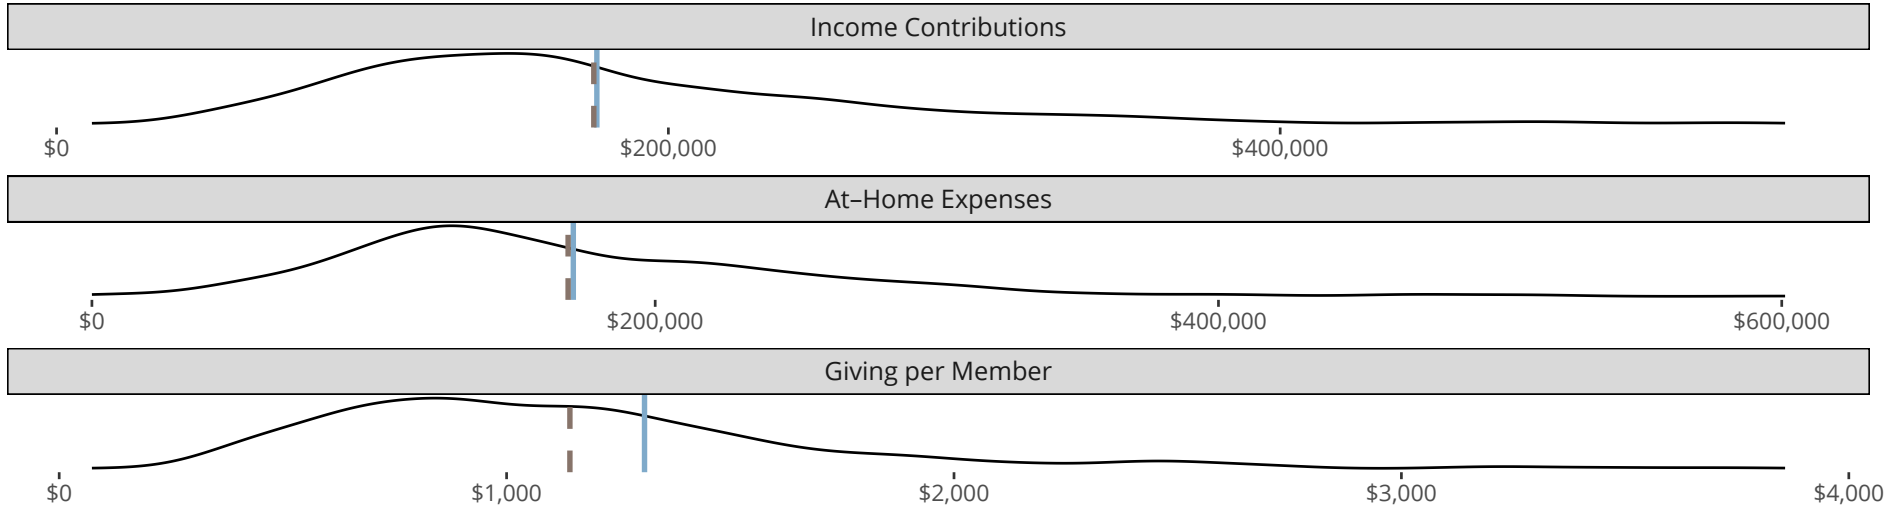 Income Contributions
$0 $200,000 $400,000
At–Home Expenses
$0 $200,000 $400,000 $600,000
Giving per Member
$0 $1,000 $2,000 $3,000 $4,000